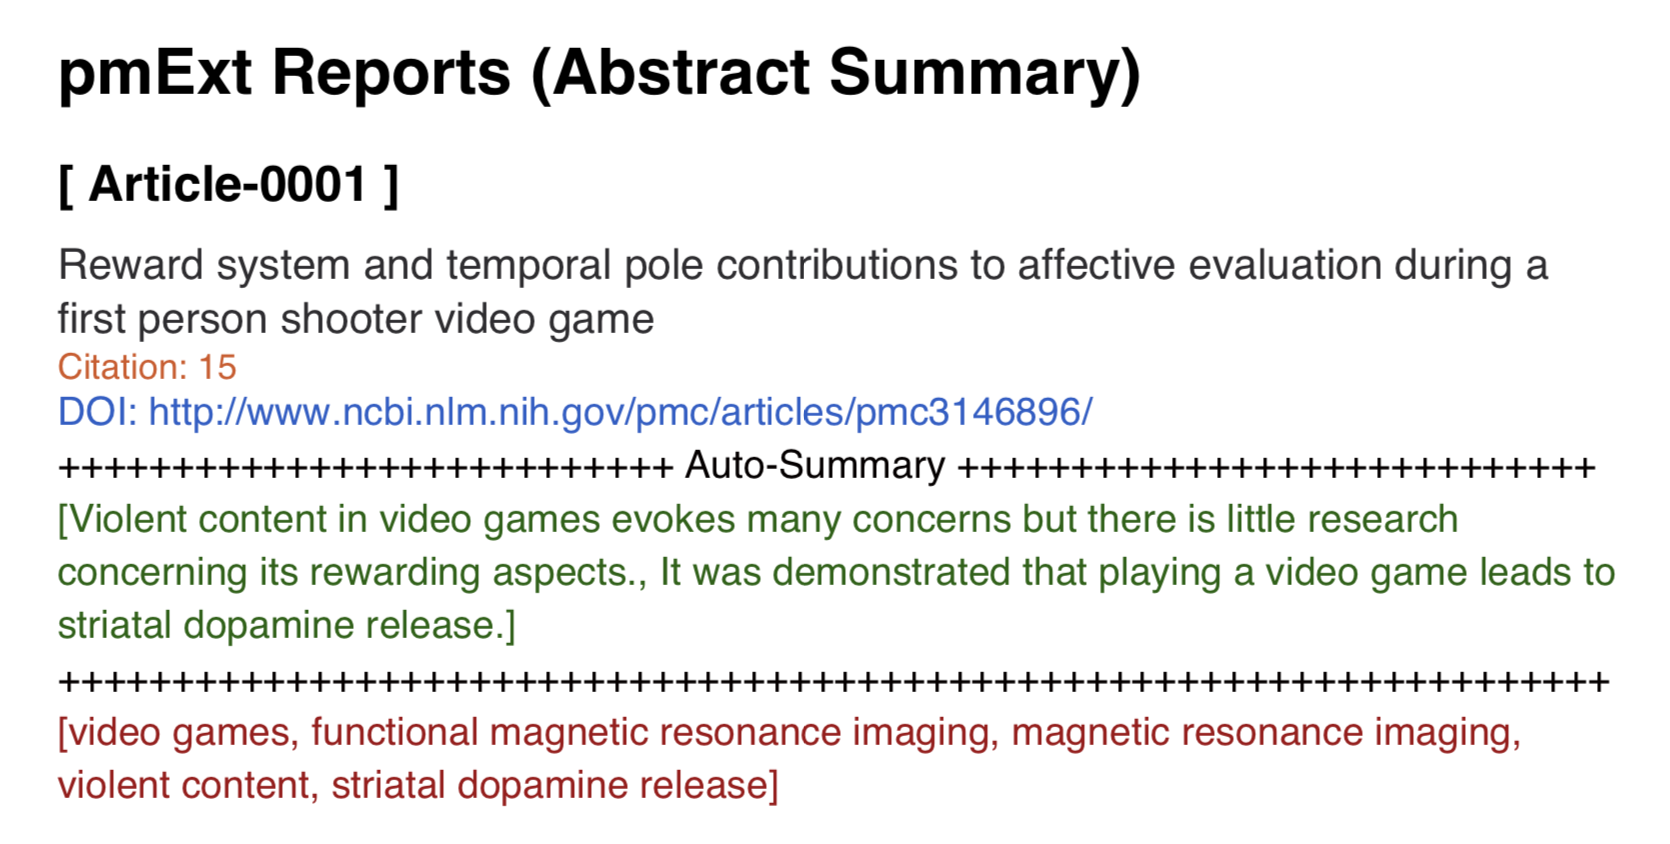 pmExt Reports (Abstract Summary)
[ Article-0001 ]
Reward system and temporal pole contributions to affective evaluation during a
first person shooter video game
Citation: 15
DOI: http://www.ncbi.nlm.nih.gov/pmc/articles/pmc3146896/
+++++++++++++++++++++++++++ Auto-Summary ++++++++++++++++++++++++++++
[Violent content in video games evokes many concerns but there is little research
concerning its rewarding aspects., It was demonstrated that playing a video game leads to
striatal dopamine release.]
++++++++++++++++++++++++++++++++++++++++++++++++++++++++++++++++++++
[video games, functional magnetic resonance imaging, magnetic resonance imaging,
violent content, striatal dopamine release]